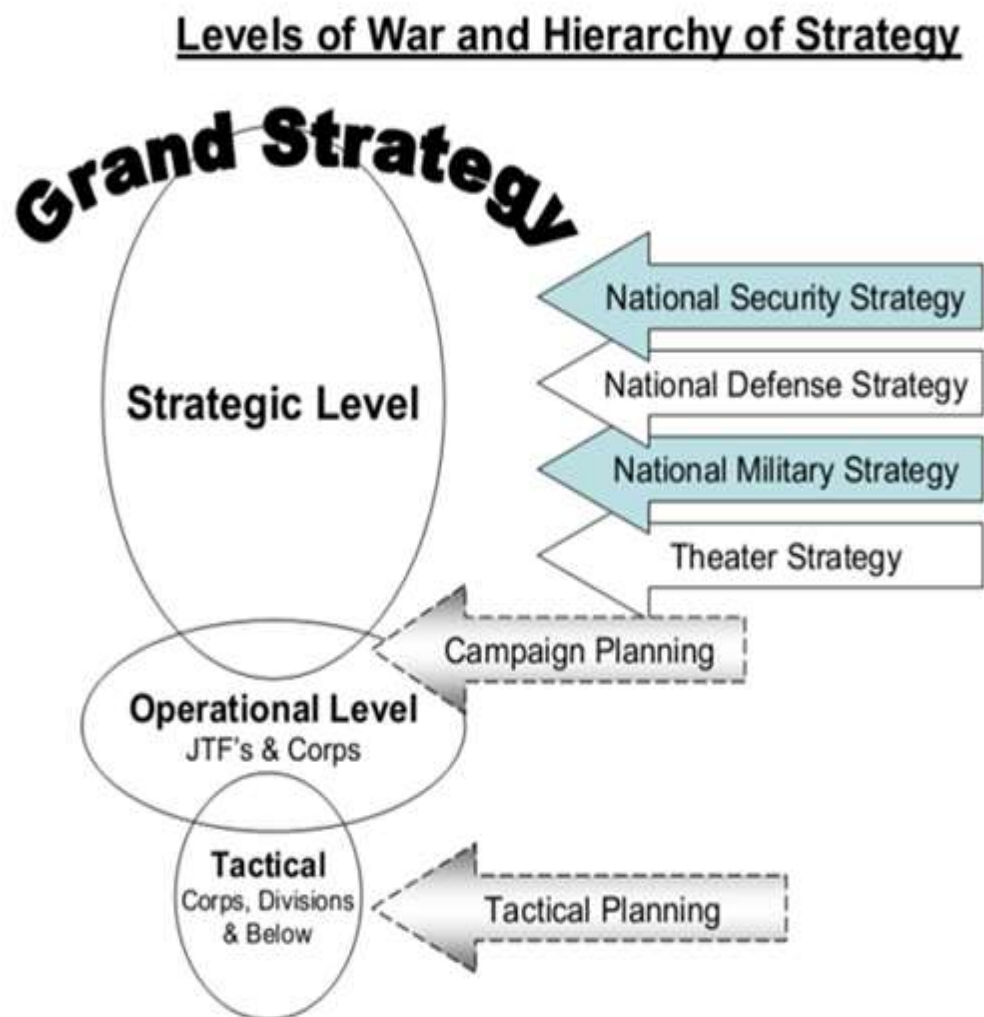 Levels of War and Hierarchy of Strategy
Grand Strategy
National Security Strategy
National Defense Strategy
Strategic Level
National Military Strategy
Theater Strategy
Campaign Planning
Operational Level
JTF's & Corps
Tactical
Corps, Divisions
& Below
Tactical Planning